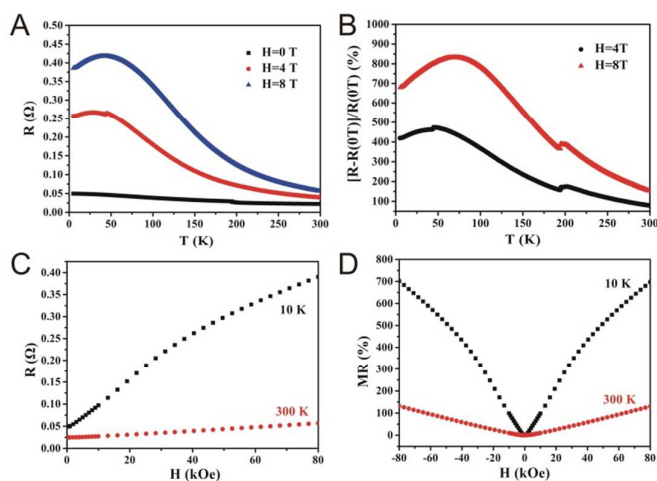 A
H=0 T
H=4 T
H=8 T
R (Ω)
0.50
0.45
0.40
0.35
0.30
0.25
0.20
0.15
0.10
0.05
0.00
0 50 100 150 200 250 300
T (K)
B
H=4T
H=8T
[R-R(0T)]/R(0T) (%)
1000
900
800
700
600
500
400
300
200
100
0 50 100 150 200 250 300
T (K)
C
10 K
300 K
R (Ω)
0.40
0.35
0.30
0.25
0.20
0.15
0.10
0.05
0.00
0 20 40 60 80
H (kOe)
D
10 K
300 K
MR (%)
800
700
600
500
400
300
200
100
0
-80 -60 -40 -20 0 20 40 60 80
H (kOe)